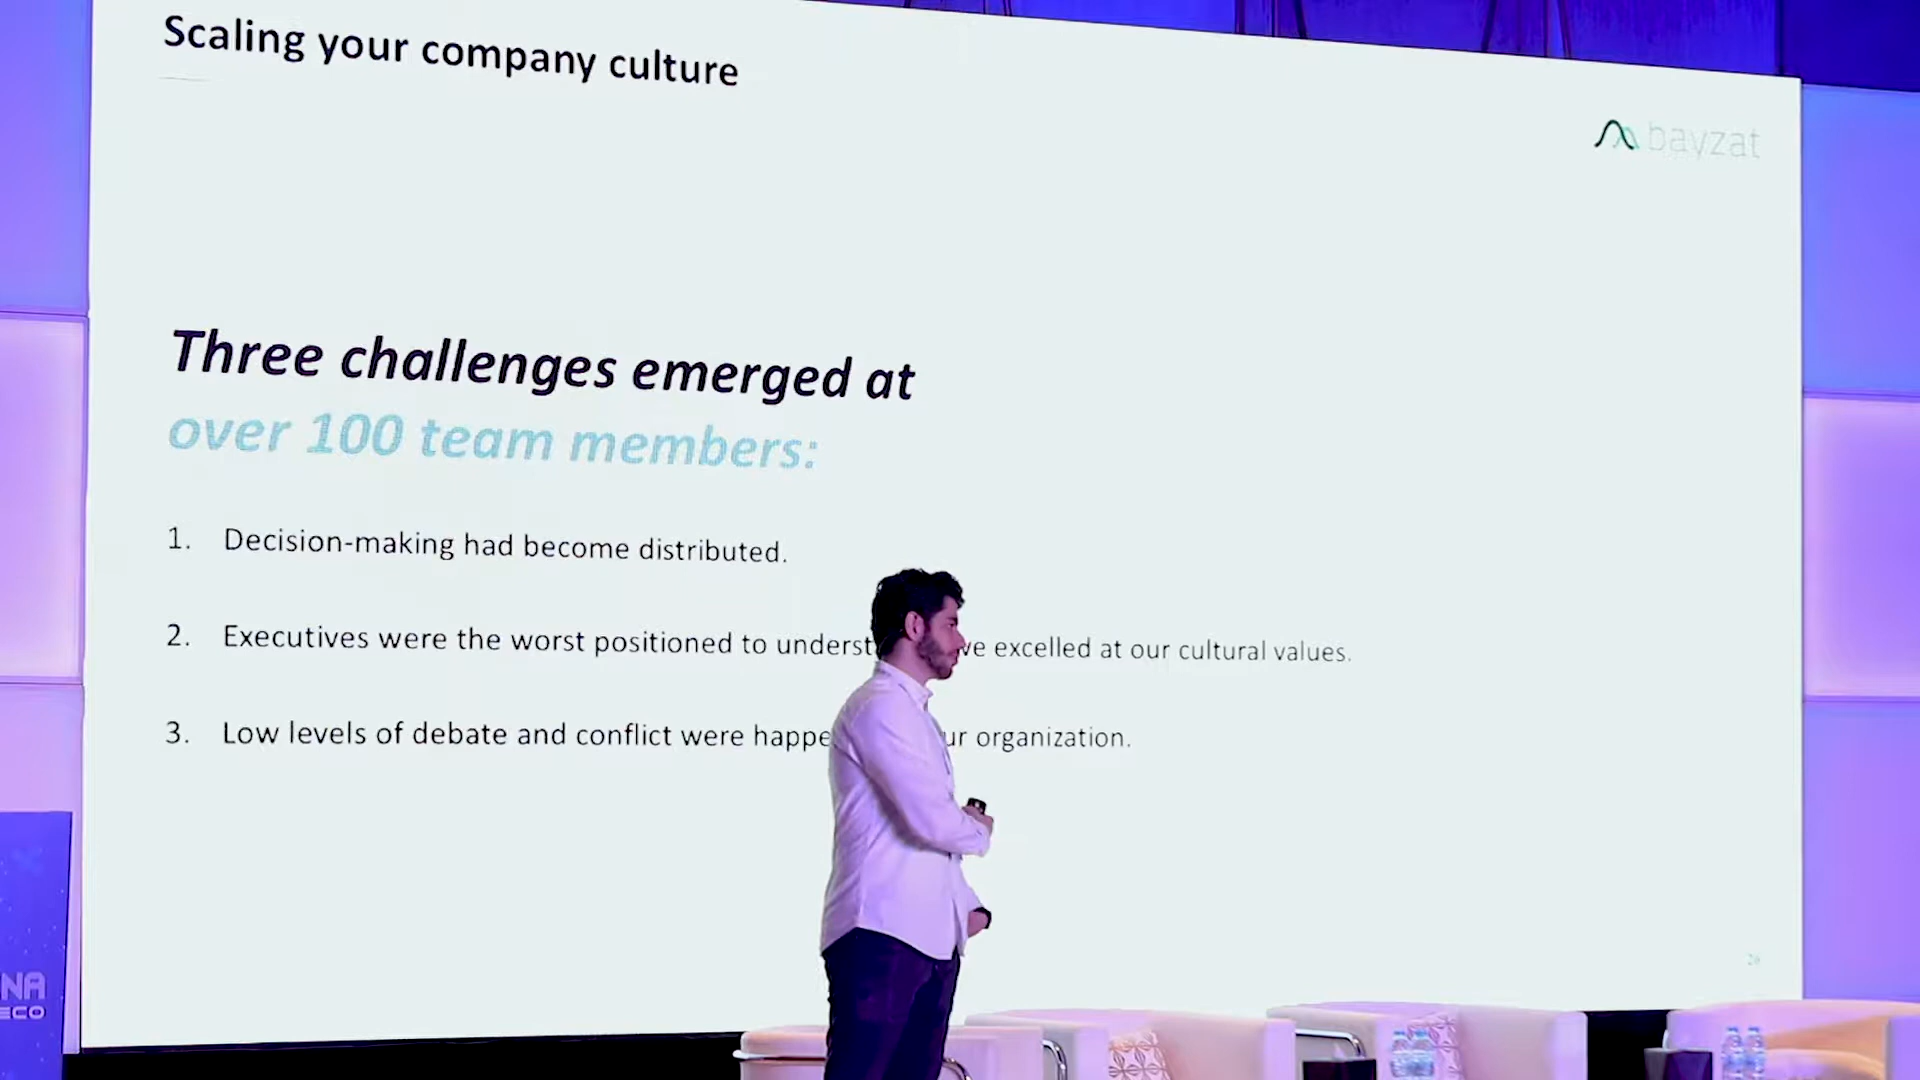 Scaling your company culture
bayzat
Three challenges emerged at
over 100 team members:
1. Decision-making had become distributed.
2. Executives were the worst positioned to underst ve excelled at our cultural values.
3. Low levels of debate and conflict were happe ur organization.
NA
ECO